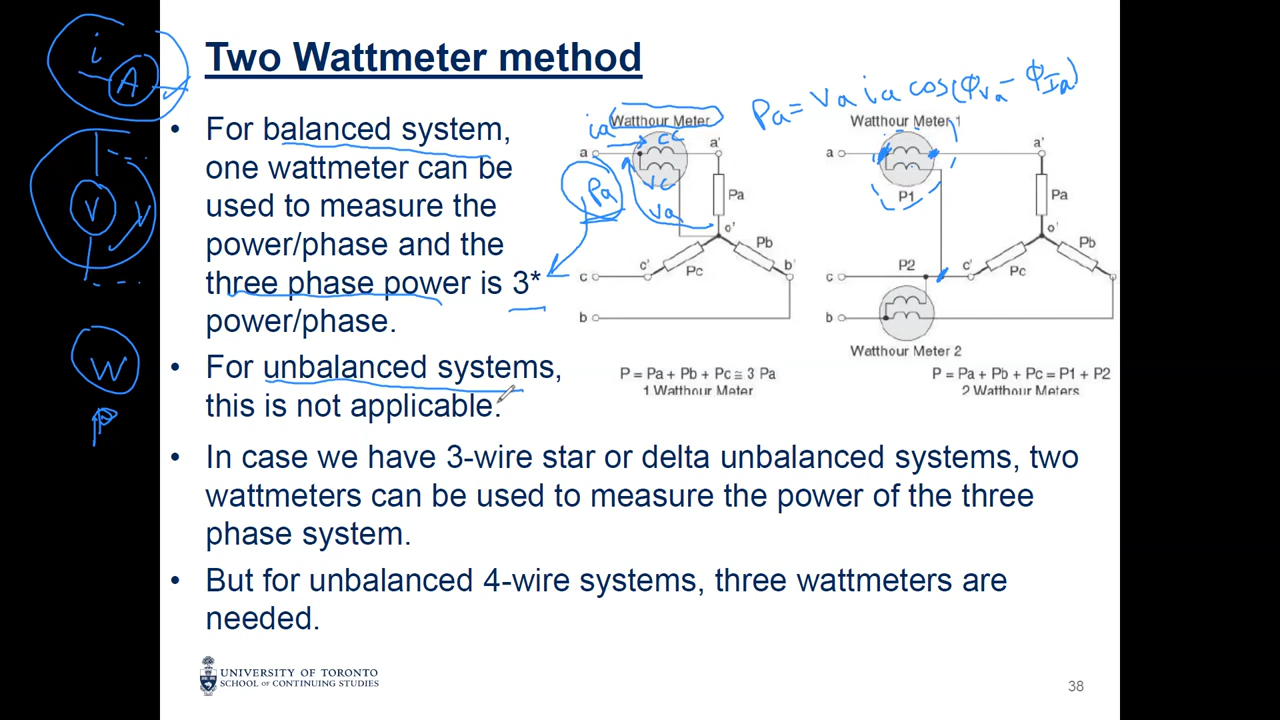 Two Wattmeter method
• For balanced system,
one wattmeter can be
used to measure the
power/phase and the
three phase power is 3*
power/phase.
• For unbalanced systems,
this is not applicable.
• In case we have 3-wire star or delta unbalanced systems, two
wattmeters can be used to measure the power of the three
phase system.
• But for unbalanced 4-wire systems, three wattmeters are
needed.
i
A
V
V
W
Pa = Va ia cos(φVa - φIa)
Watthour Meter
ia
cc
a
a'
Vc
Va
Pa
Pa
o'
Pb
c
c'
Pc
b'
b
P = Pa + Pb + Pc ≅ 3 Pa
1 Watthour Meter
Watthour Meter 1
a
a'
P1
Pa
o'
Pb
P2
c
c'
Pc
b
Watthour Meter 2
P = Pa + Pb + Pc = P1 + P2
2 Watthour Meters
UNIVERSITY OF TORONTO
SCHOOL OF CONTINUING STUDIES
38